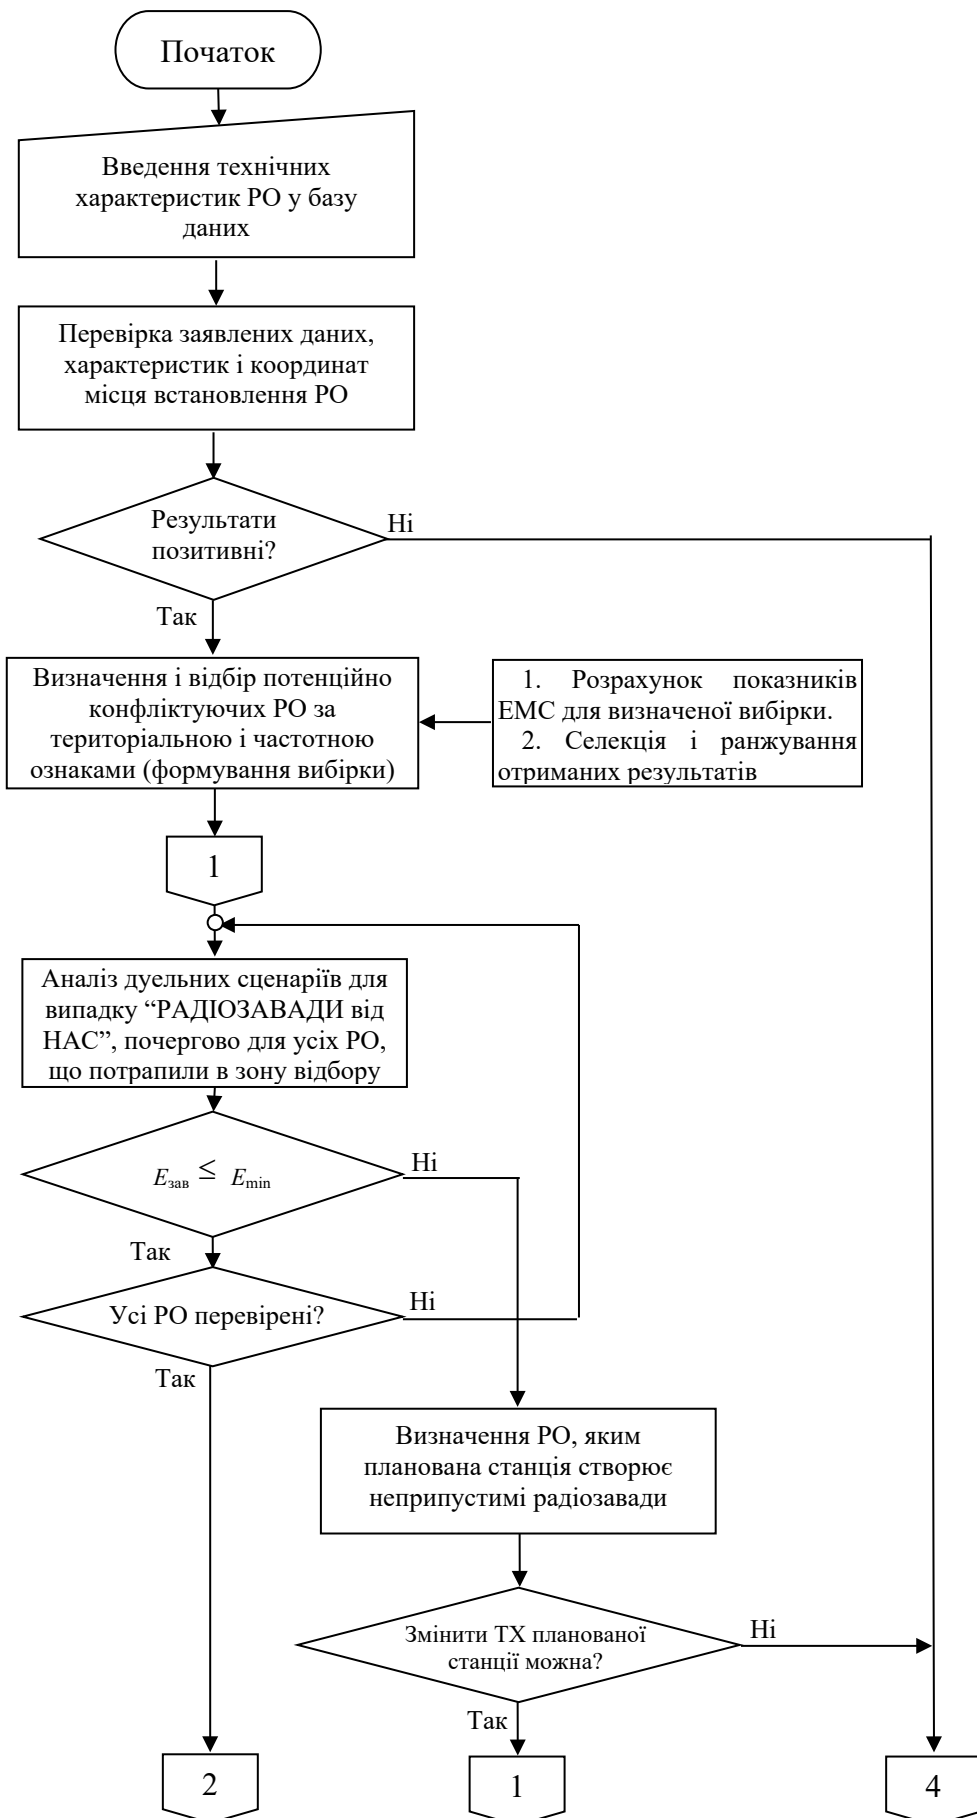 Початок
Введення технічних
характеристик РО у базу
даних
Перевірка заявлених даних,
характеристик і координат
місця встановлення РО
Результати
позитивні?
Ні
Так
Визначення і відбір потенційно
конфліктуючих РО за
територіальною і частотною
ознаками (формування вибірки)
1. Розрахунок показників
ЕМС для визначеної вибірки.
2. Селекція і ранжування
отриманих результатів
1
Аналіз дуельних сценаріїв для
випадку “РАДІОЗАВАДИ від
НАС”, почергово для усіх РО,
що потрапили в зону відбору
Eзав ≤ Emin
Ні
Так
Усі РО перевірені?
Ні
Так
Визначення РО, яким
планована станція створює
неприпустимі радіозавади
Змінити ТХ планованої
станції можна?
Ні
Так
2
1
4